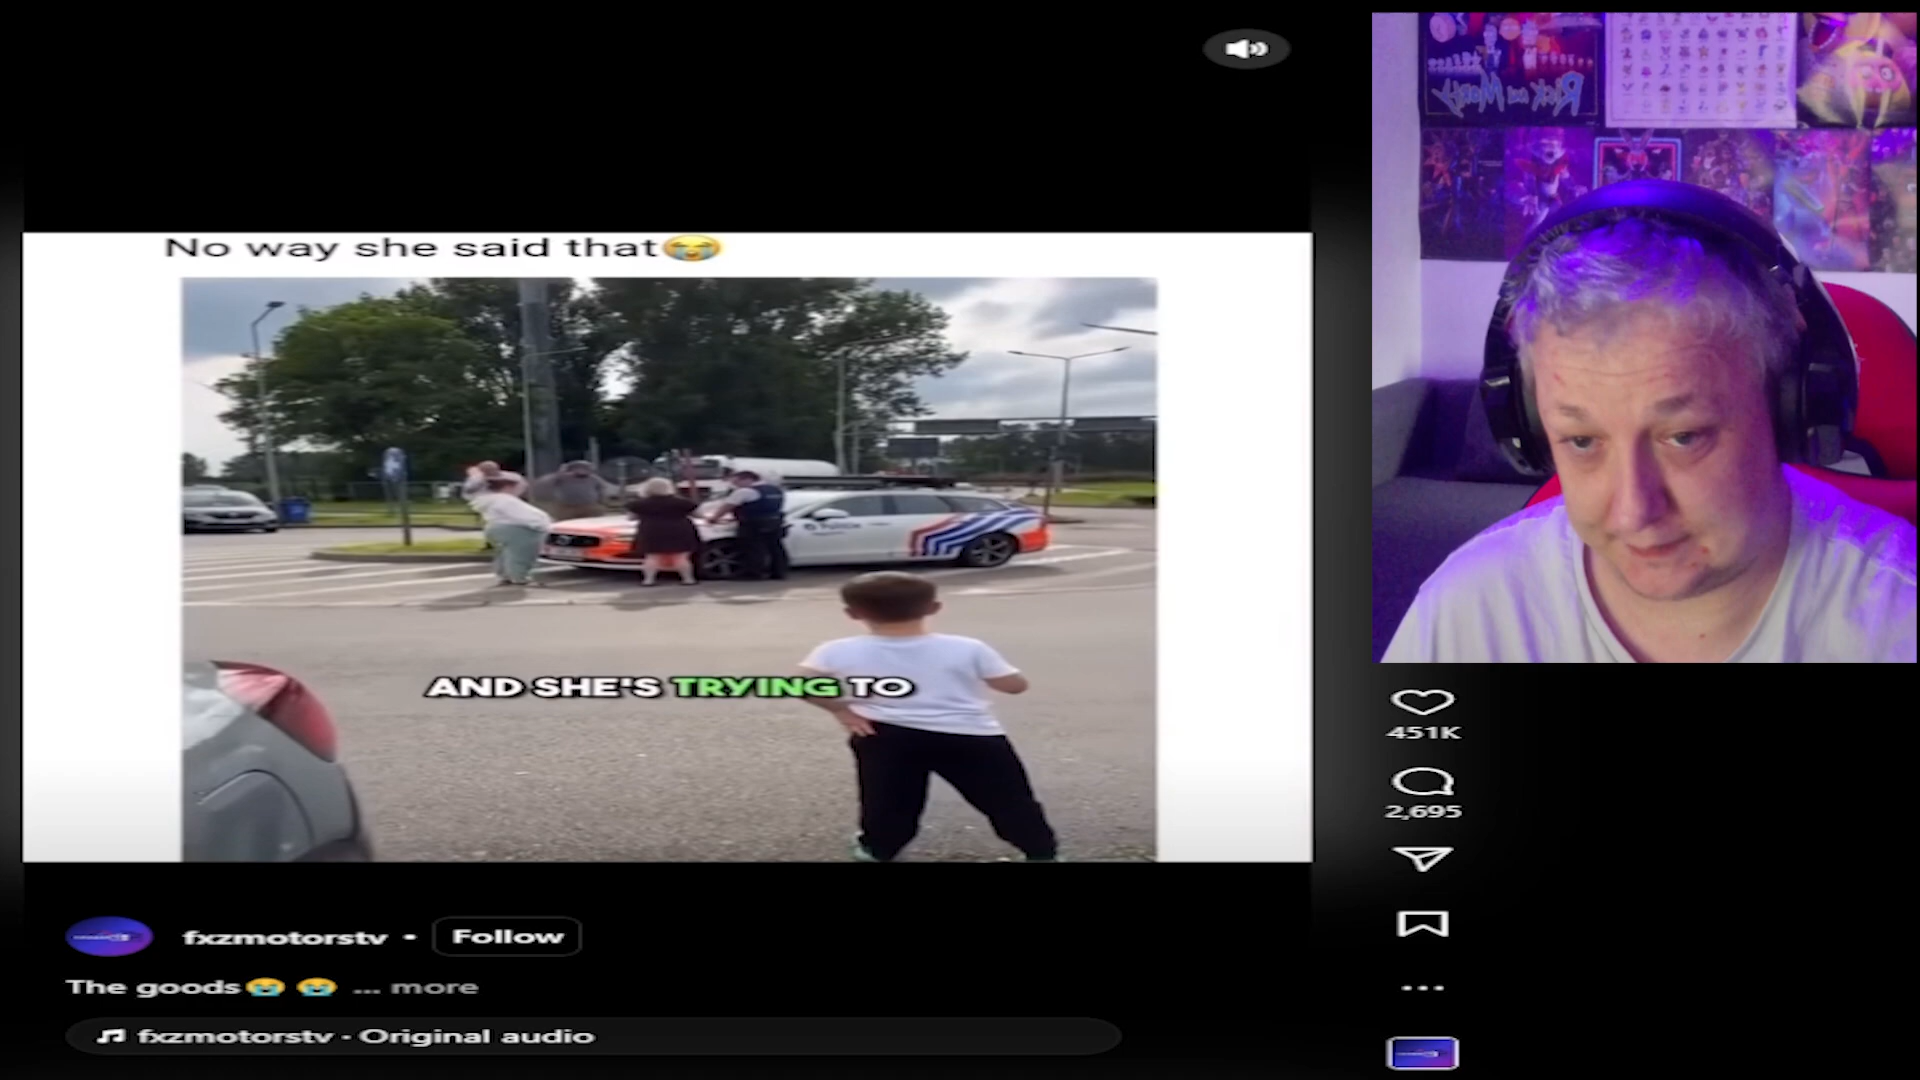 No way she said that😭
AND SHE'S TRYING TO
fxzmotorstv • Follow
The goods😭 😭 ... more
fxzmotorstv · Original audio
451K
2,695